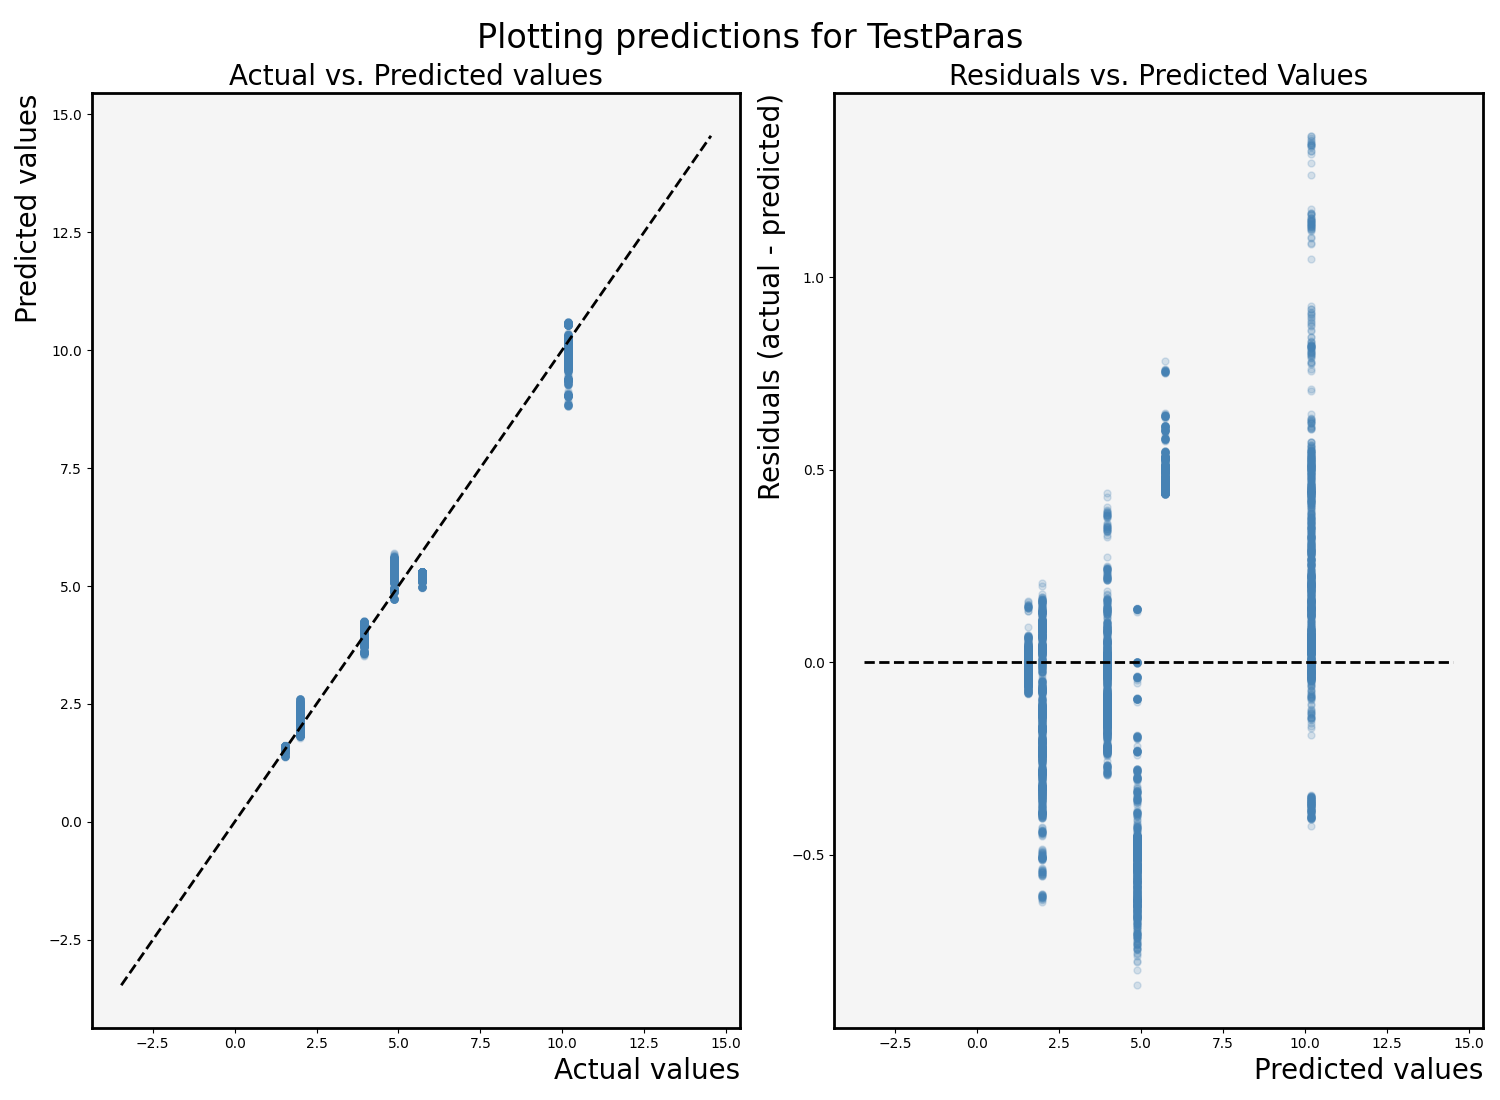 Plotting predictions for TestParas
Actual vs. Predicted values
Predicted values
15.0
12.5
10.0
7.5
5.0
2.5
0.0
−2.5
−2.5 0.0 2.5 5.0 7.5 10.0 12.5 15.0
Actual values
Residuals vs. Predicted Values
Residuals (actual - predicted)
1.0
0.5
0.0
−0.5
−2.5 0.0 2.5 5.0 7.5 10.0 12.5 15.0
Predicted values